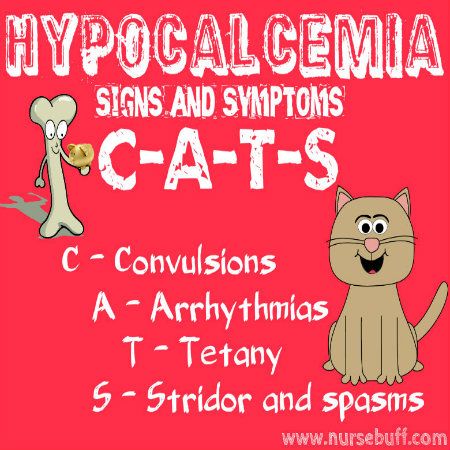 HYPOCALCEMIA
SIGNS AND SYMPTOMS
C-A-T-S
C - Convulsions
A - Arrhythmias
T - Tetany
S - Stridor and spasms
www.nursebuff.com